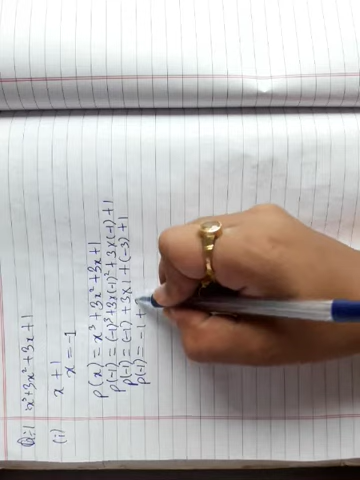 Q:1 x³+3x²+3x+1
(i) x+1
x = -1
p(x) = x³+3x²+3x+1
p(-1) = (-1)³+3x(-1)²+3x(-1)+1
p(-1) = (-1)+3x1+(-3)+1
p(-1) = -1+